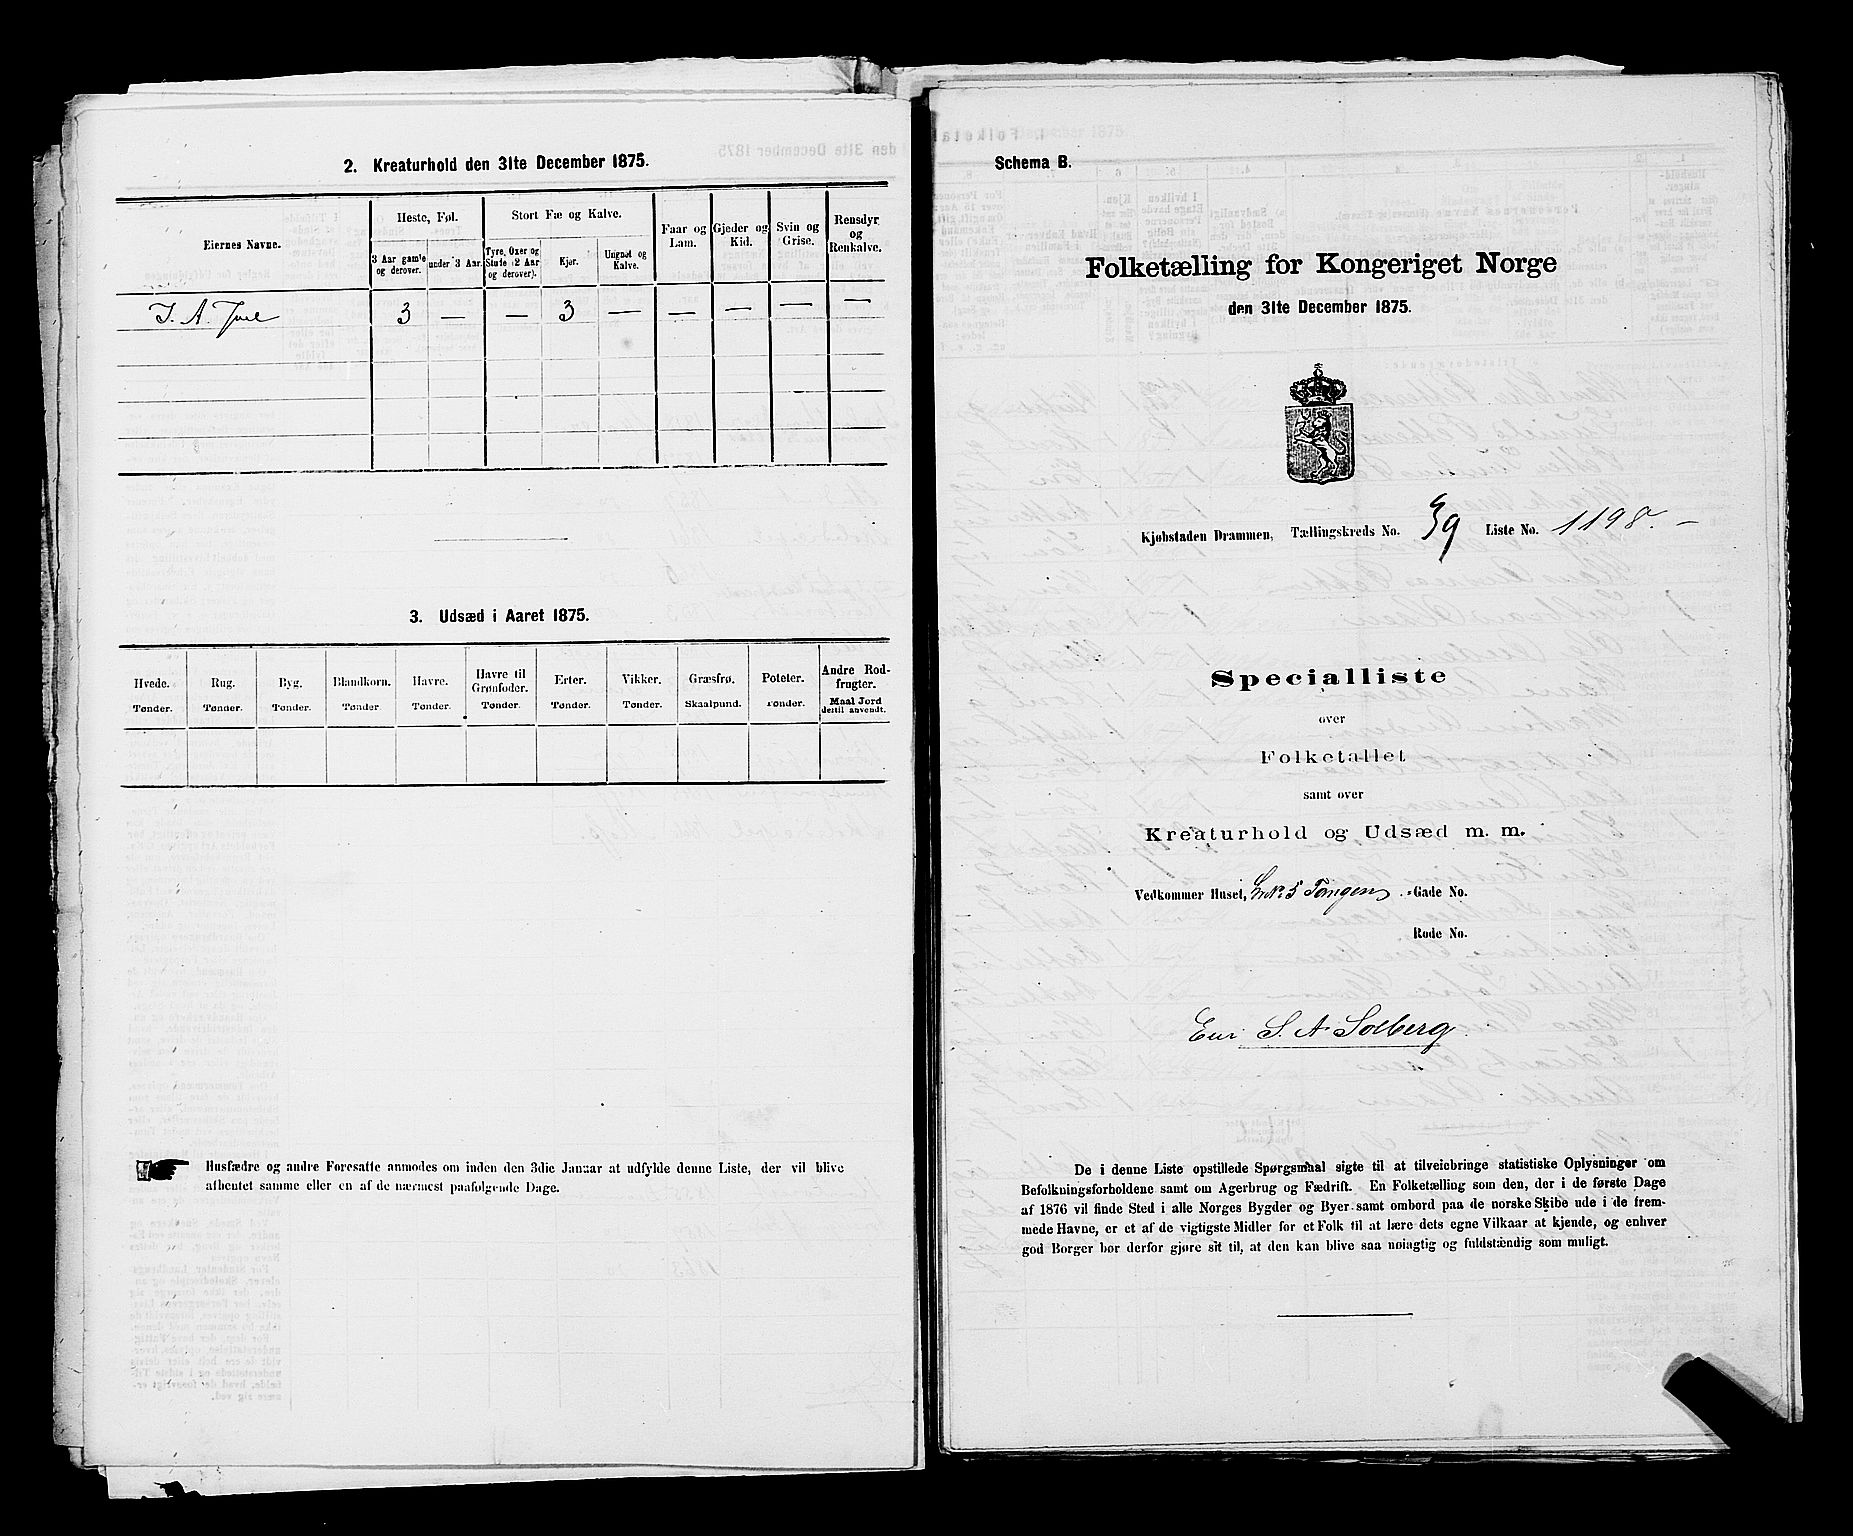 2. Kreaturhold den 31te December 1875.
Eiernes Navne.
Heste, Føl.
3 Aar gamle og derover.
under 3 Aar.
Stort Fæ og Kalve.
Tyre, Oxer og Stute (2 Aar og derover).
Kjør.
Ungnøt og Kalve.
Faar og Lam.
Gjeder og Kid.
Svin og Grise.
Rensdyr og Renkalve.
J. A. Juel 3 — — 3 — — — — —
3. Udsæd i Aaret 1875.
Hvede. Tønder.
Rug. Tønder.
Byg. Tønder.
Blandkorn. Tønder.
Havre. Tønder.
Havre til Grønfoder. Tønder.
Erter. Tønder.
Vikker. Tønder.
Græsfrø. Skaalpund.
Poteter. Tønder.
Andre Rodfrugter. Maal Jord dertil anvendt.
Husfædre og andre Foresatte anmodes om inden den 3die Januar at udfylde denne Liste, der vil blive
afhentet samme eller en af de nærmest paafølgende Dage.
Schema B.
Folketælling for Kongeriget Norge
den 31te December 1875.
Kjøbstaden Drammen, Tællingskreds No. 39 Liste No. 1198. —
Specialliste
over
Folketallet
samt over
Kreaturhold og Udsæd m. m.
Vedkommer Huset, No 5 Tangen =Gade No.
Rode No.
Eier S. A. Solberg
De i denne Liste opstillede Spørgsmaal sigte til at tilveiebringe statistiske Oplysninger om
Befolkningsforholdene samt om Agerbrug og Fædrift. En Folketælling som den, der i de første Dage
af 1876 vil finde Sted i alle Norges Bygder og Byer samt ombord paa de norske Skibe ude i de frem-
mede Havne, er et af de vigtigste Midler for et Folk til at lære dets egne Vilkaar at kjende, og enhver
god Borger bør derfor gjøre sit til, at den kan blive saa nøiagtig og fuldstændig som muligt.